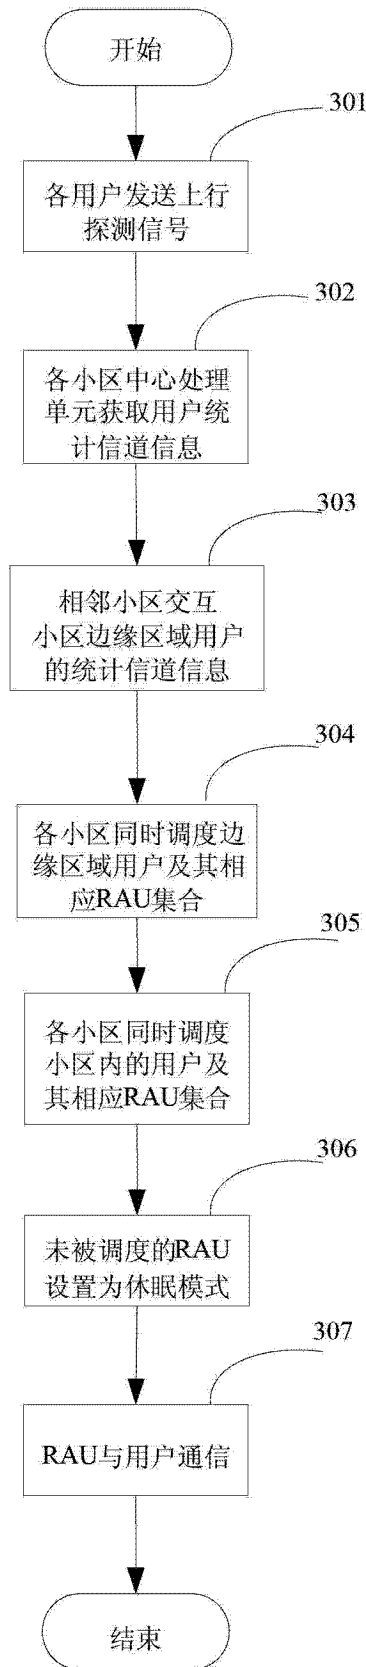 开始
301
各用户发送上行
探测信号
302
各小区中心处理
单元获取用户统
计信道信息
303
相邻小区交互
小区边缘区域用户
的统计信道信息
304
各小区同时调度边
缘区域用户及其相
应RAU集合
305
各小区同时调度
小区内的用户及
其相应RAU集合
306
未被调度的RAU
设置为休眠模式
307
RAU与用户通信
结束